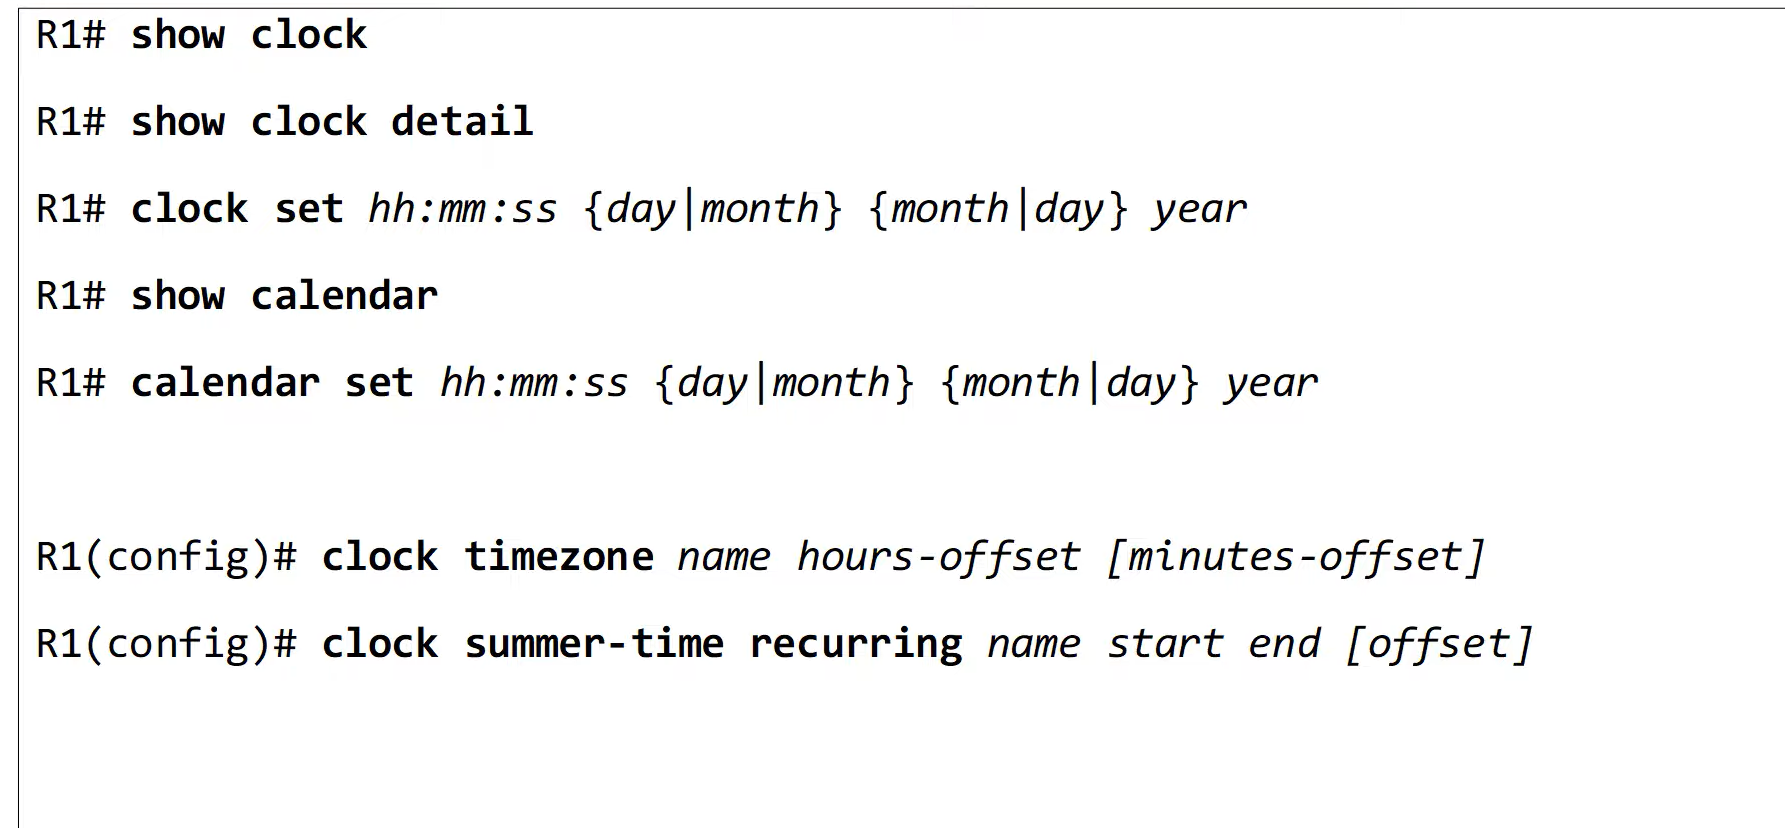 R1# show clock
R1# show clock detail
R1# clock set hh:mm:ss {day|month} {month|day} year
R1# show calendar
R1# calendar set hh:mm:ss {day|month} {month|day} year
R1(config)# clock timezone name hours-offset [minutes-offset]
R1(config)# clock summer-time recurring name start end [offset]